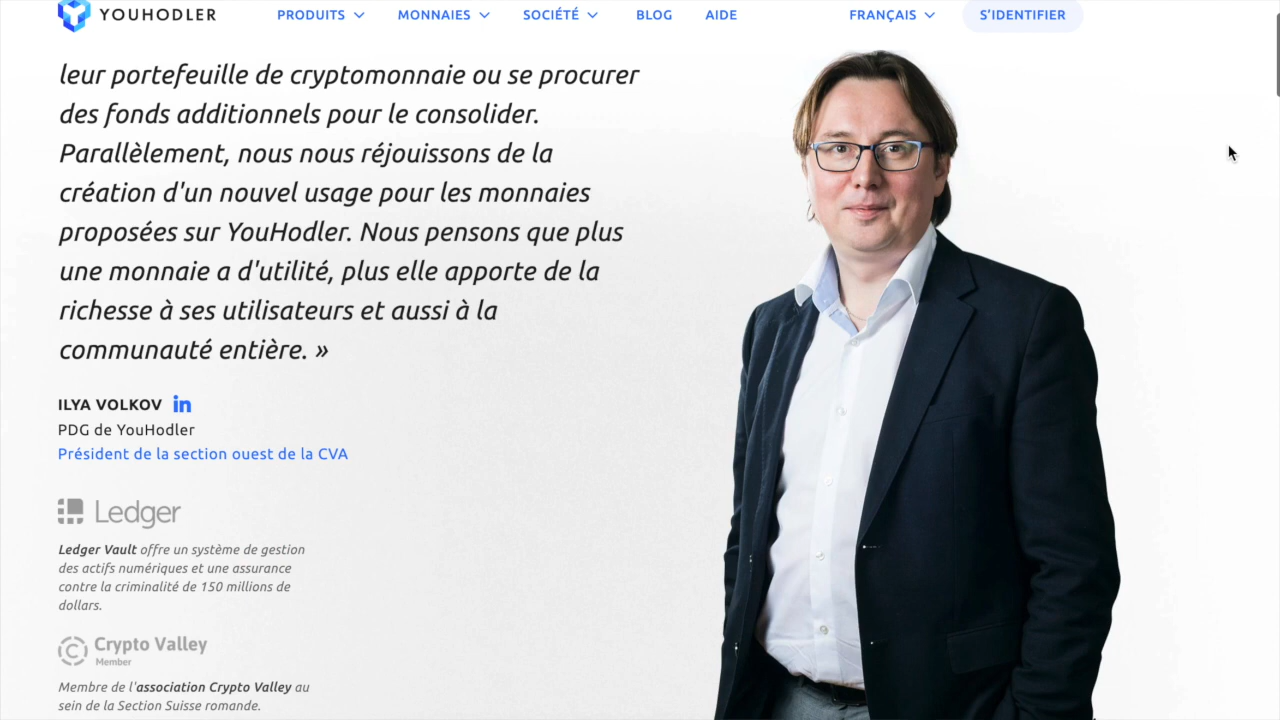 YOUHODLER
PRODUITS
MONNAIES
SOCIÉTÉ
BLOG
AIDE
FRANÇAIS
S'IDENTIFIER
leur portefeuille de cryptomonnaie ou se procurer
des fonds additionnels pour le consolider.
Parallèlement, nous nous réjouissons de la
création d'un nouvel usage pour les monnaies
proposées sur YouHodler. Nous pensons que plus
une monnaie a d'utilité, plus elle apporte de la
richesse à ses utilisateurs et aussi à la
communauté entière. »
ILYA VOLKOV in
PDG de YouHodler
Président de la section ouest de la CVA
Ledger
Ledger Vault offre un système de gestion
des actifs numériques et une assurance
contre la criminalité de 150 millions de
dollars.
Crypto Valley
Member
Membre de l'association Crypto Valley au
sein de la Section Suisse romande.